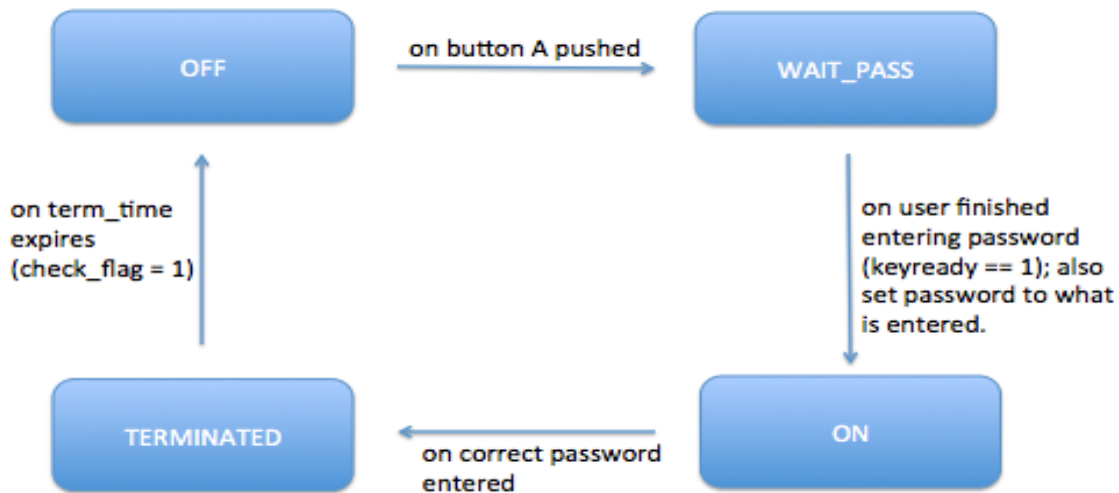 OFF
on button A pushed
WAIT_PASS
on term_time
expires
(check_flag = 1)
on user finished
entering password
(keyready == 1); also
set password to what
is entered.
TERMINATED
on correct password
entered
ON